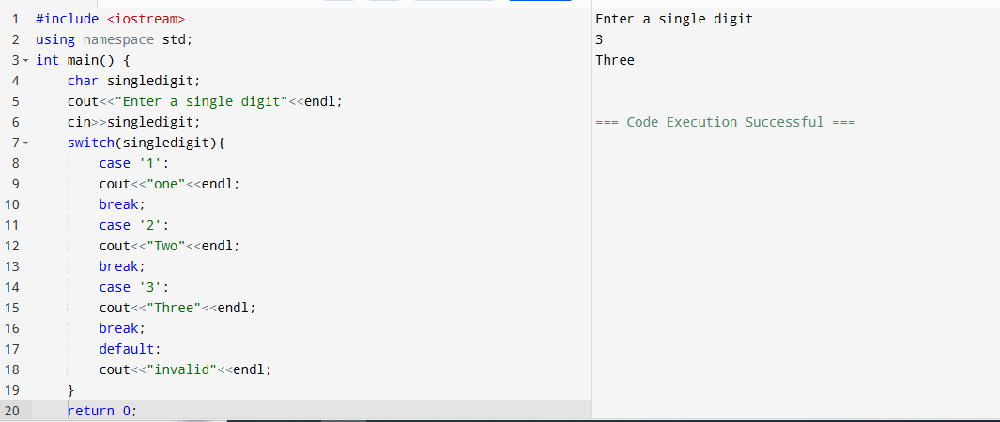 1 #include <iostream>
2 using namespace std;
3 int main() {
4 char singledigit;
5 cout<<"Enter a single digit"<<endl;
6 cin>>singledigit;
7 switch(singledigit){
8 case '1':
9 cout<<"one"<<endl;
10 break;
11 case '2':
12 cout<<"Two"<<endl;
13 break;
14 case '3':
15 cout<<"Three"<<endl;
16 break;
17 default:
18 cout<<"invalid"<<endl;
19 }
20 return 0;
Enter a single digit
3
Three
=== Code Execution Successful ===